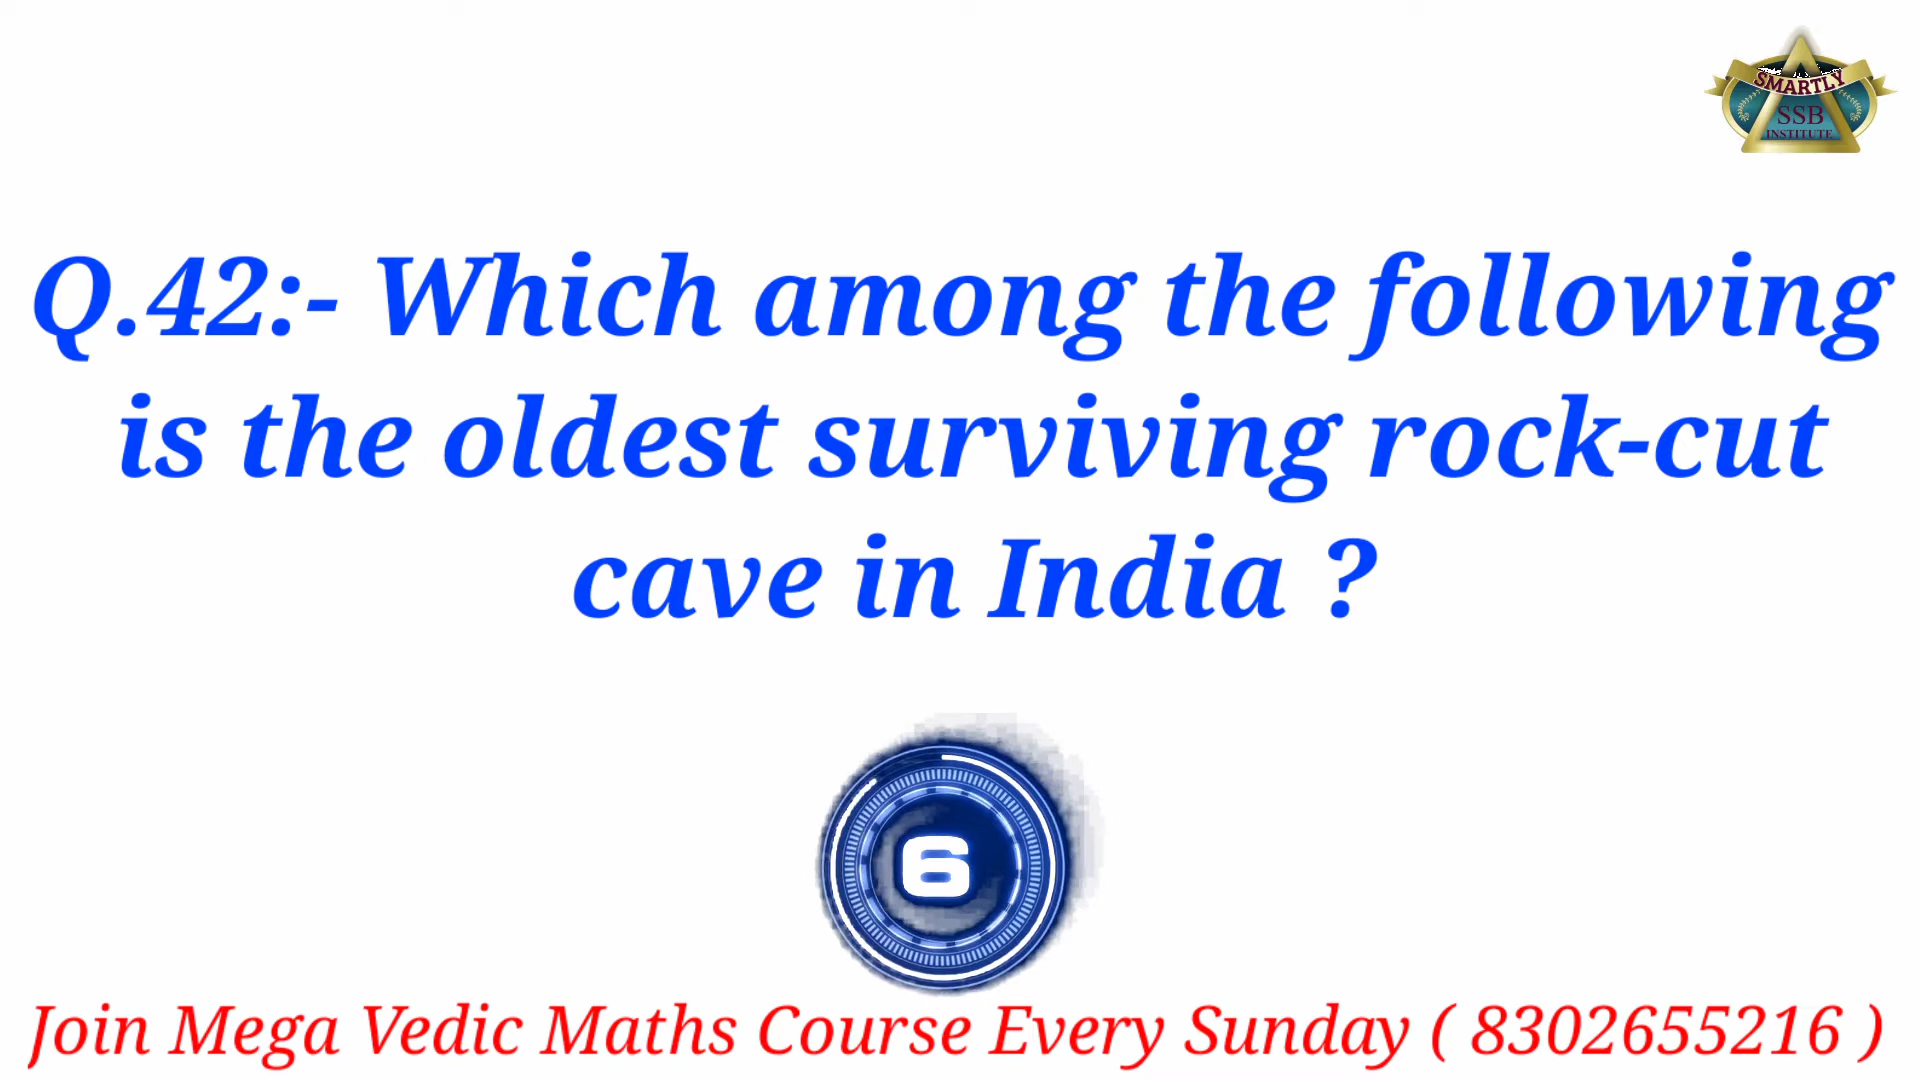 SMARTLY
SSB
INSTITUTE
Q.42:- Which among the following
is the oldest surviving rock-cut
cave in India ?
6
Join Mega Vedic Maths Course Every Sunday ( 8302655216 )